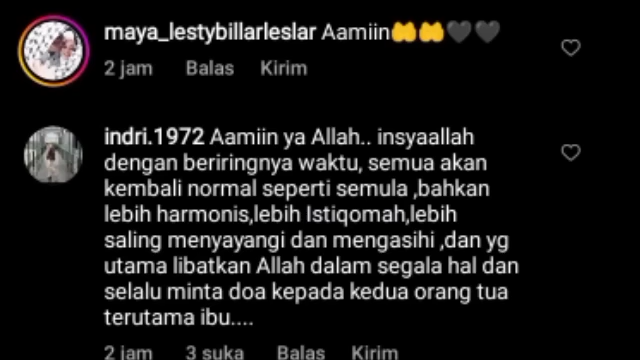 maya_lestybillarleslar Aamiin🤲🤲🖤🖤
2 jam Balas Kirim
indri.1972 Aamiin ya Allah.. insyaallah
dengan beriringnya waktu, semua akan
kembali normal seperti semula ,bahkan
lebih harmonis,lebih Istiqomah,lebih
saling menyayangi dan mengasihi ,dan yg
utama libatkan Allah dalam segala hal dan
selalu minta doa kepada kedua orang tua
terutama ibu....
2 jam 3 suka Balas Kirim